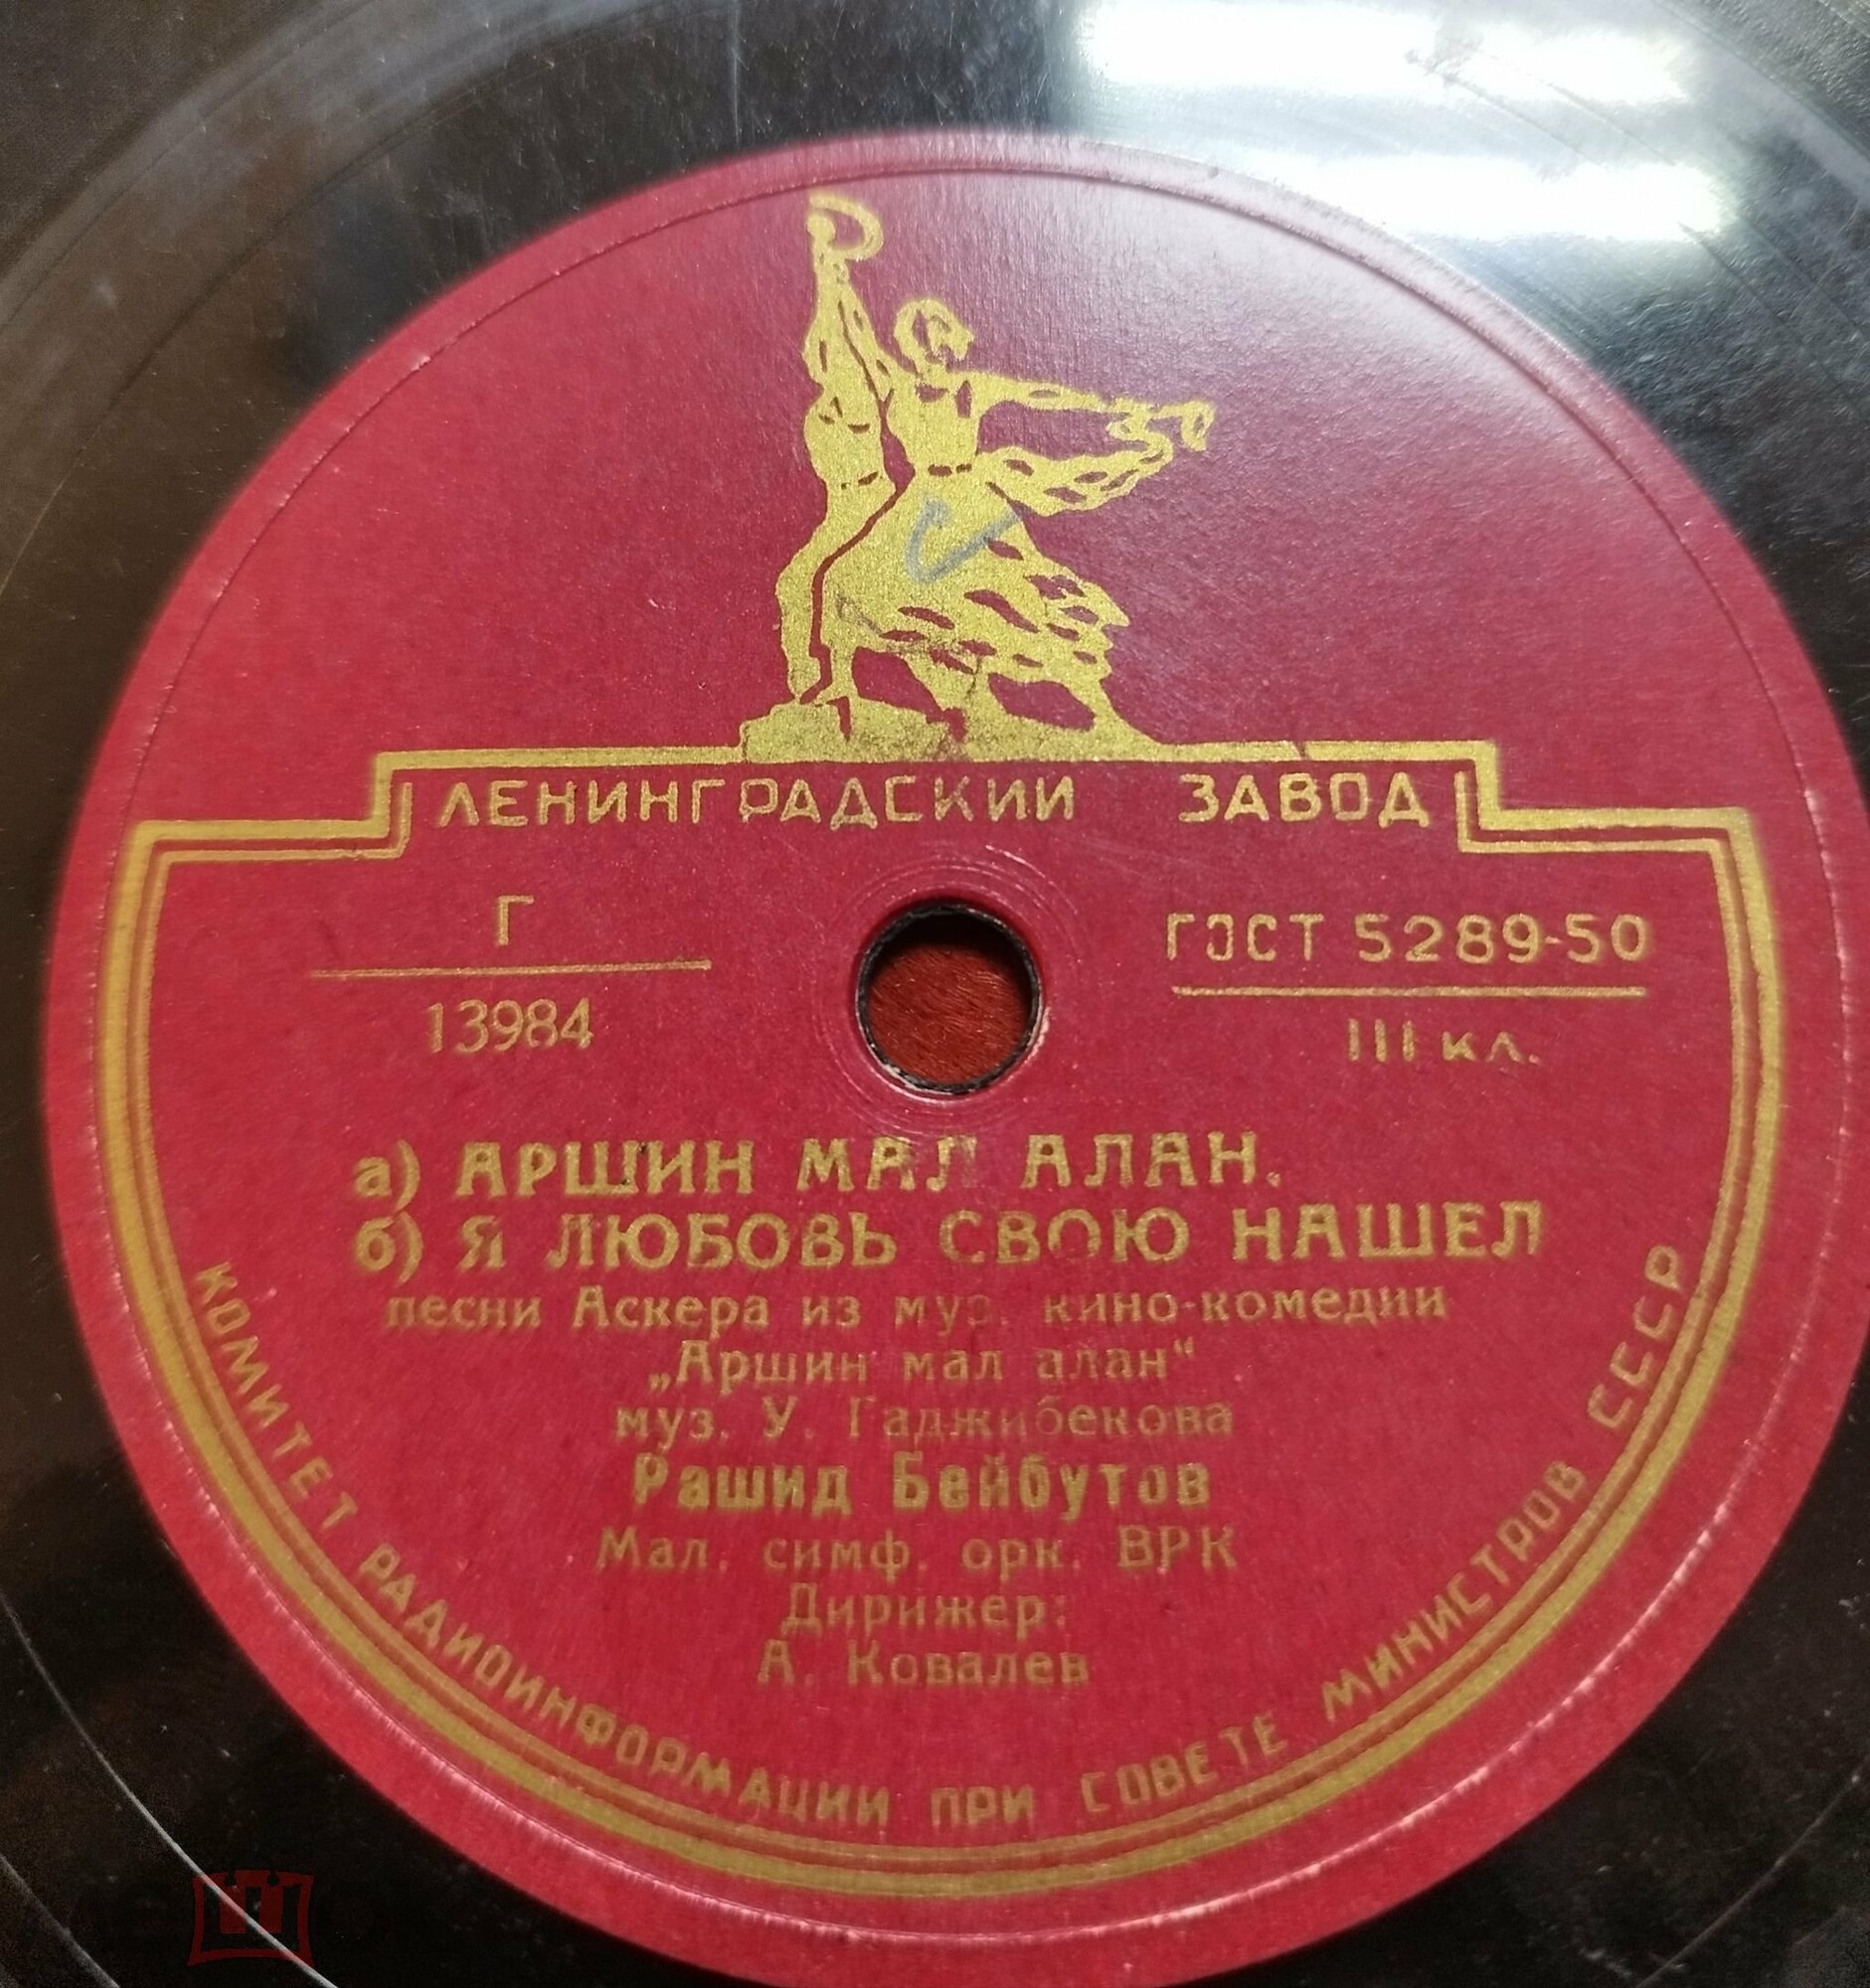 ЛЕНИНГРАДСКИЙ ЗАВОД
Г
13984
ГОСТ 5289-50
III кл.
а) АРШИН МАЛ АЛАН.
б) Я ЛЮБОВЬ СВОЮ НАШЕЛ
песни Аскера из муз. кино-комедии
„Аршин мал алан“
муз. У. Гаджибекова
Рашид Бейбутов
Мал. симф. орк. ВРК
Дирижер:
А. Ковалев
КОМИТЕТ РАДИОИНФОРМАЦИИ ПРИ СОВЕТЕ МИНИСТРОВ СССР